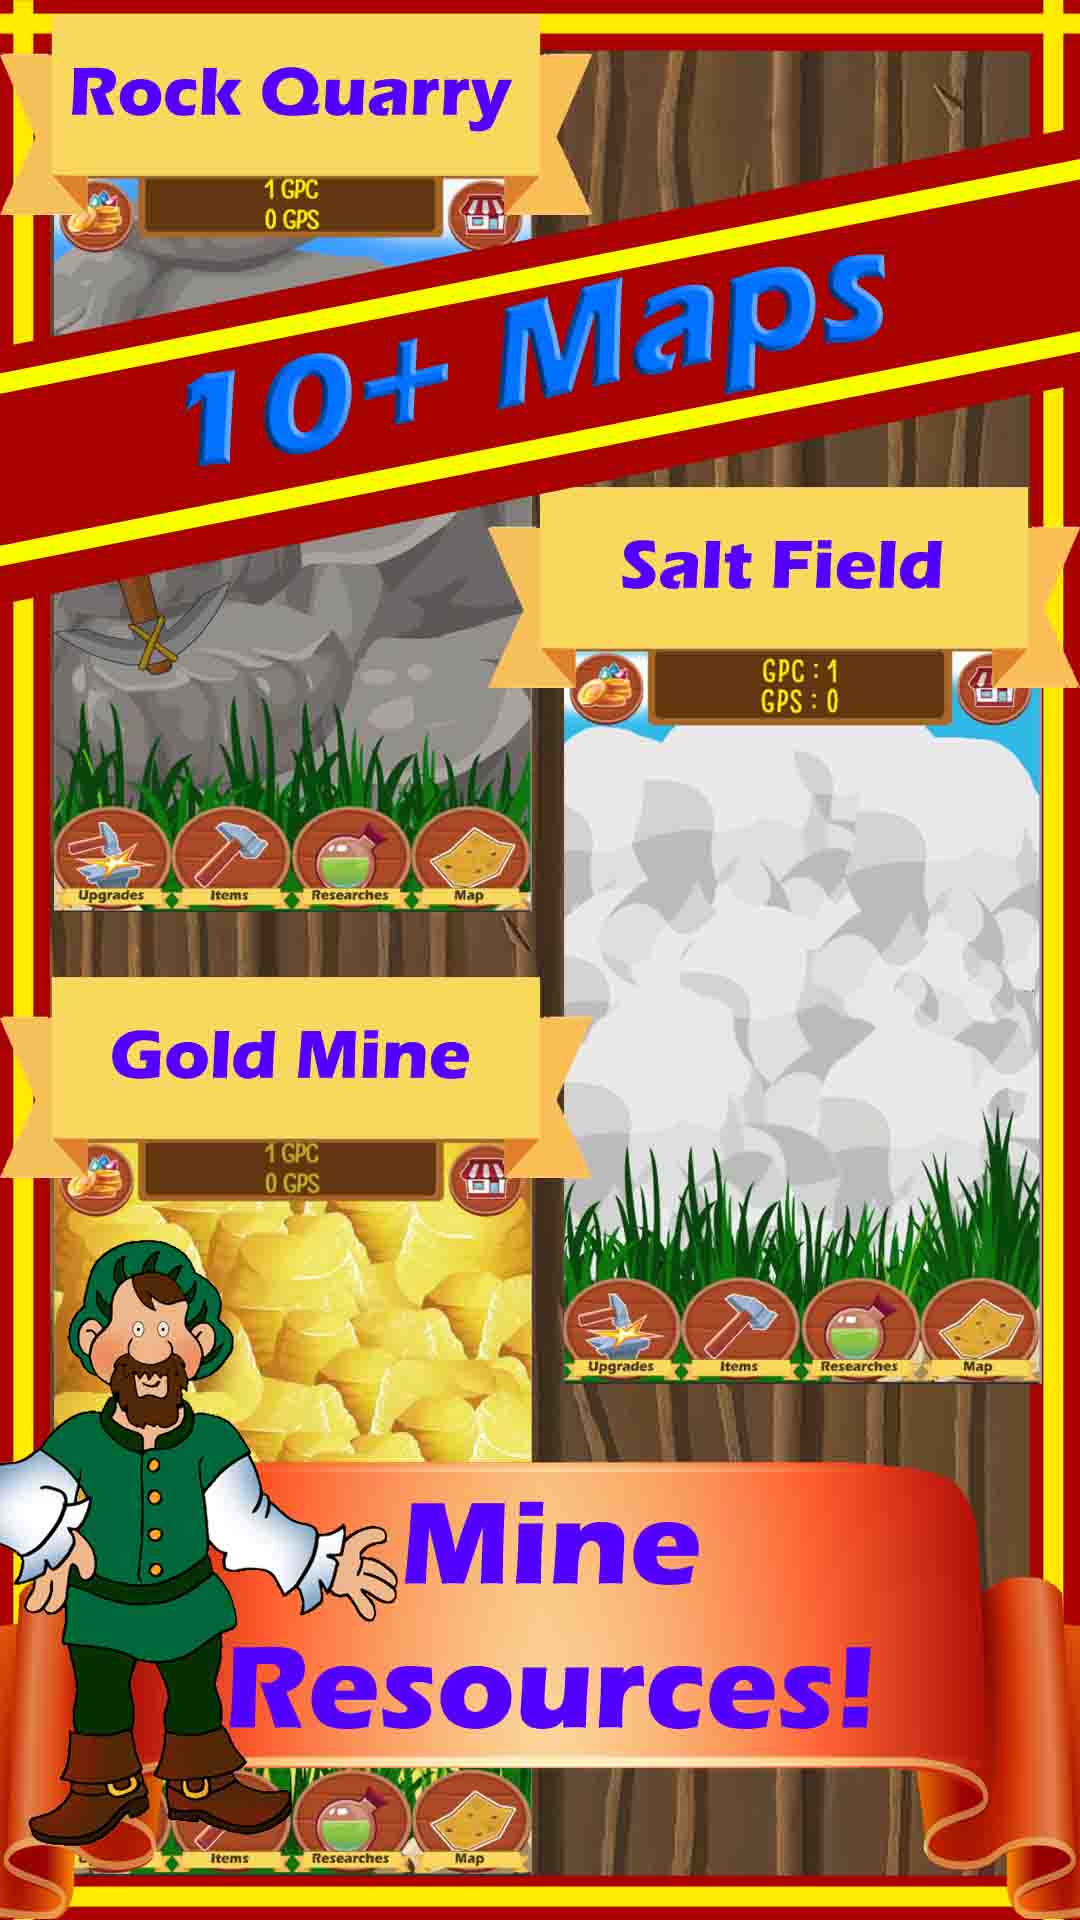 Rock Quarry
1 GPC
0 GPS
10+ Maps
Salt Field
GPC : 1
GPS : 0
Upgrades
Items
Researches
Map
Gold Mine
1 GPC
0 GPS
Upgrades
Items
Researches
Map
Mine
Resources!
Items
Researches
Map